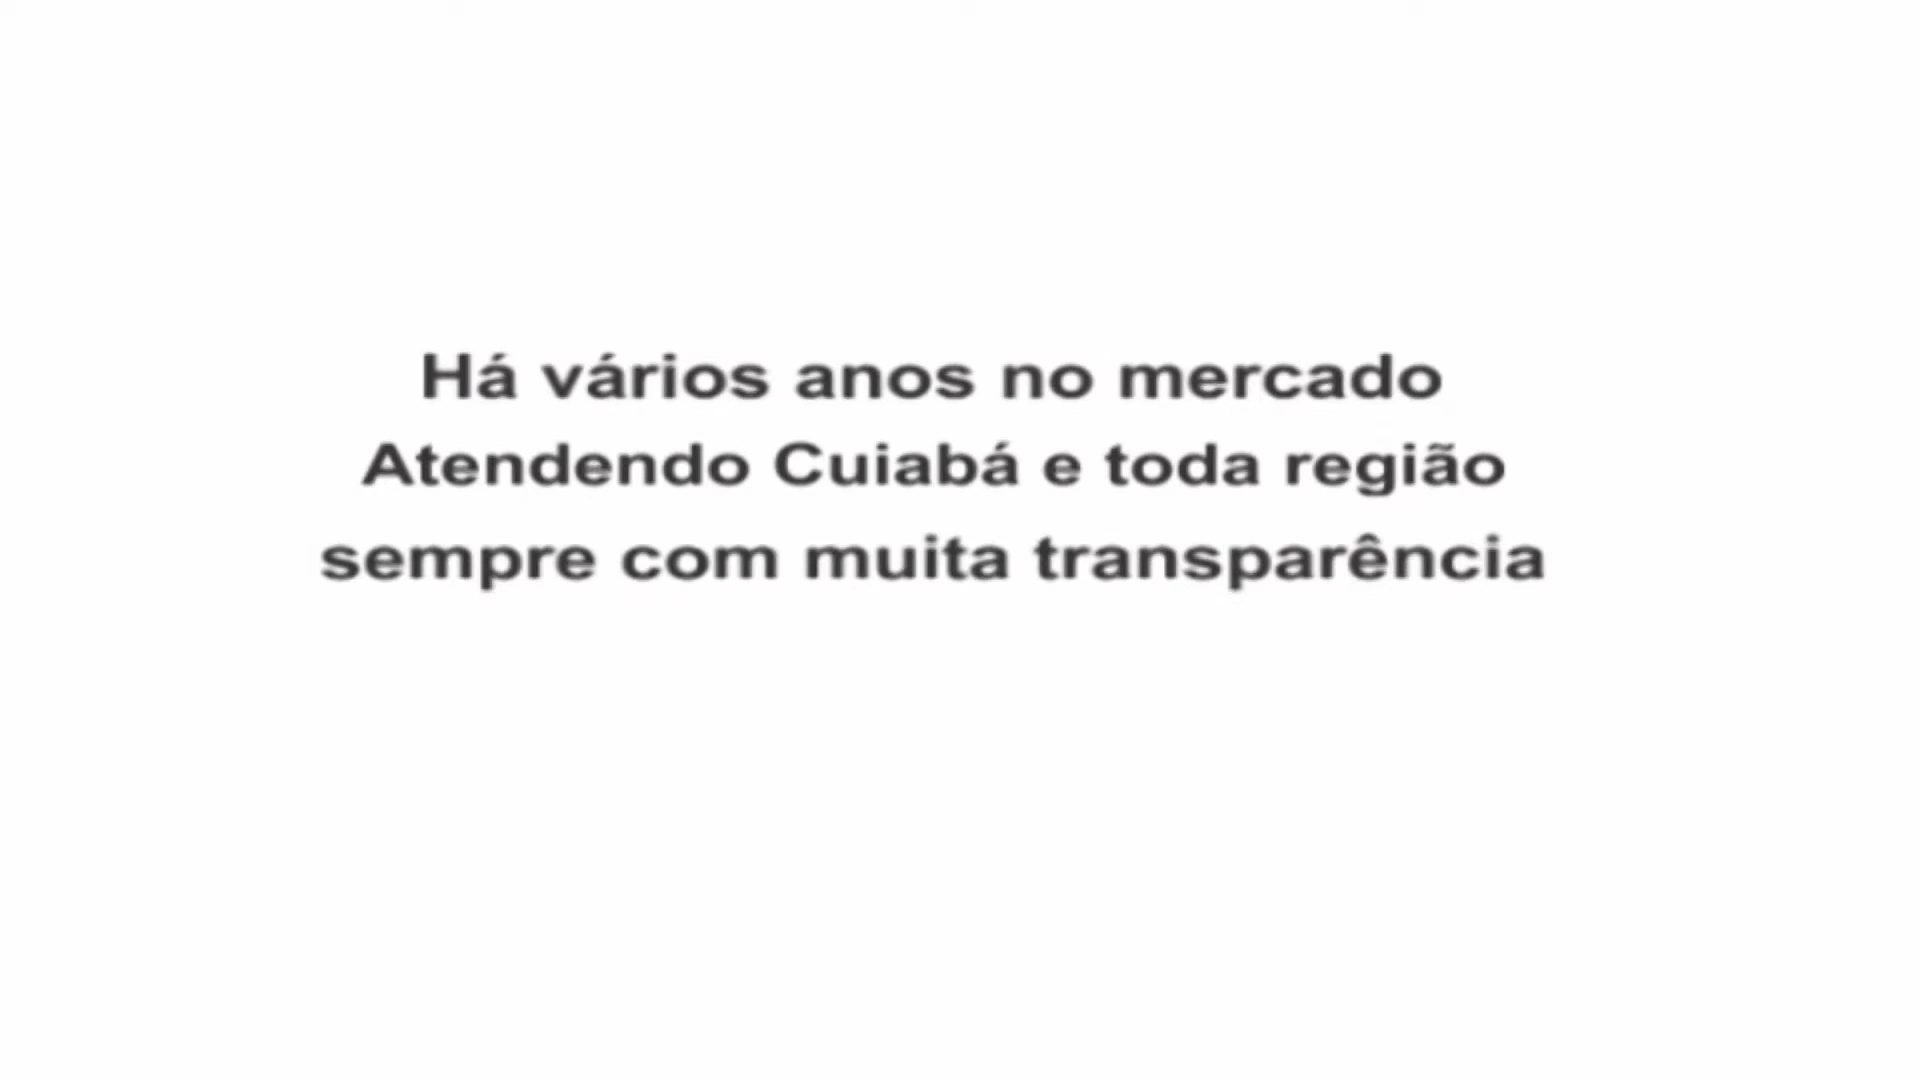 Há vários anos no mercado
Atendendo Cuiabá e toda região
sempre com muita transparência